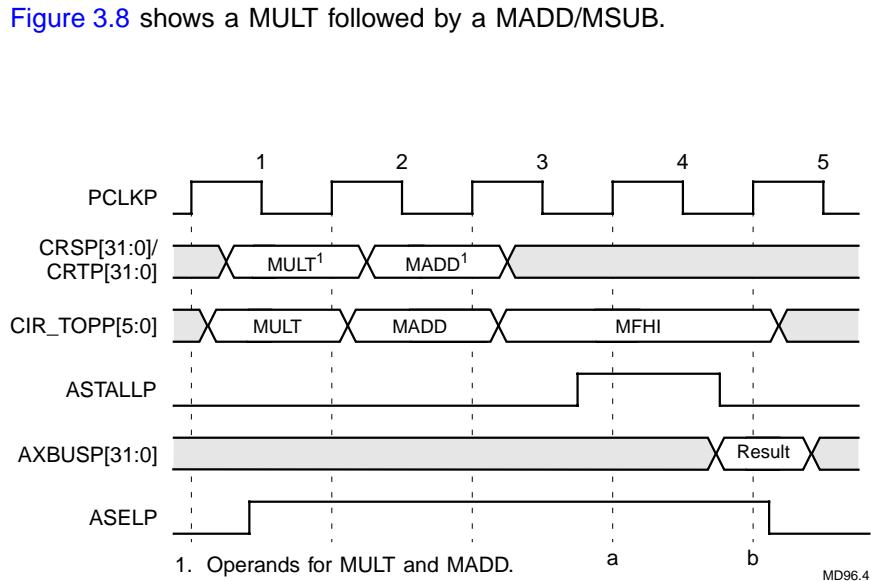 Figure 3.8 shows a MULT followed by a MADD/MSUB.
1 2 3 4 5
PCLKP
CRSP[31:0]/
CRTP[31:0]
MULT1 MADD1
CIR_TOPP[5:0] MULT MADD MFHI
ASTALLP
AXBUSP[31:0] Result
ASELP
1. Operands for MULT and MADD. a b
MD96.4